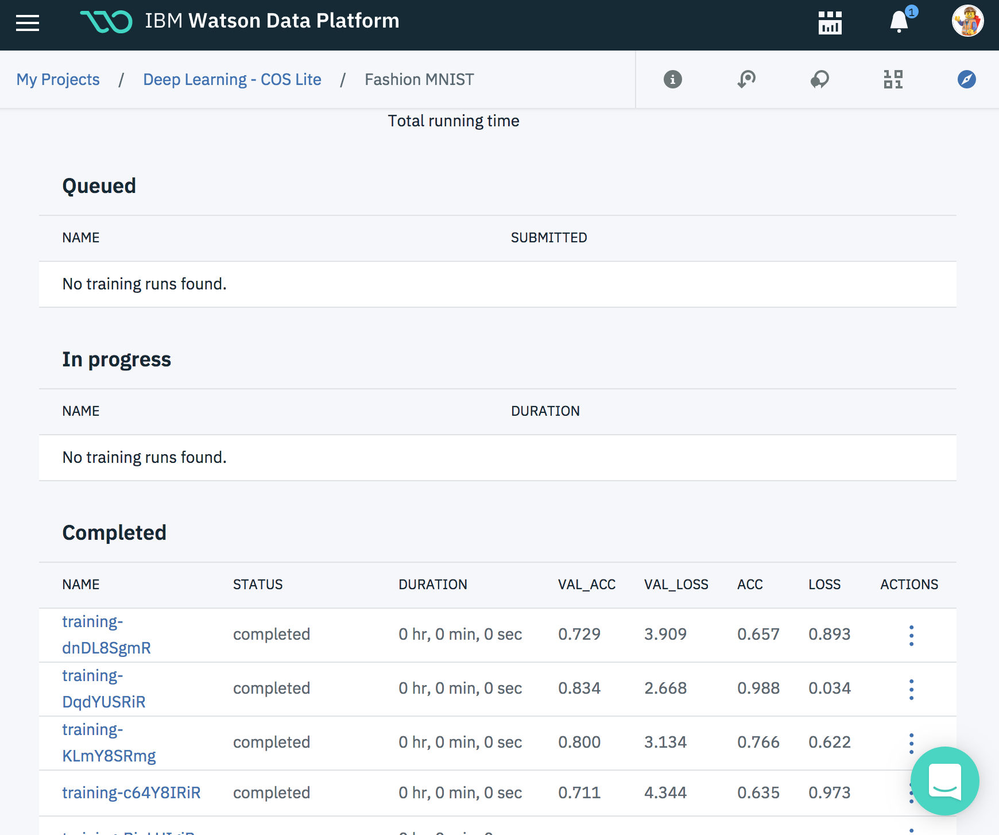 IBM Watson Data Platform
1
My Projects / Deep Learning - COS Lite / Fashion MNIST
Total running time
Queued
NAME SUBMITTED
No training runs found.
In progress
NAME DURATION
No training runs found.
Completed
NAME STATUS DURATION VAL_ACC VAL_LOSS ACC LOSS ACTIONS
training-
dnDL8SgmR
completed 0 hr, 0 min, 0 sec 0.729 3.909 0.657 0.893
training-
DqdYUSRiR
completed 0 hr, 0 min, 0 sec 0.834 2.668 0.988 0.034
training-
KLmY8SRmg
completed 0 hr, 0 min, 0 sec 0.800 3.134 0.766 0.622
training-c64Y8IRiR completed 0 hr, 0 min, 0 sec 0.711 4.344 0.635 0.973